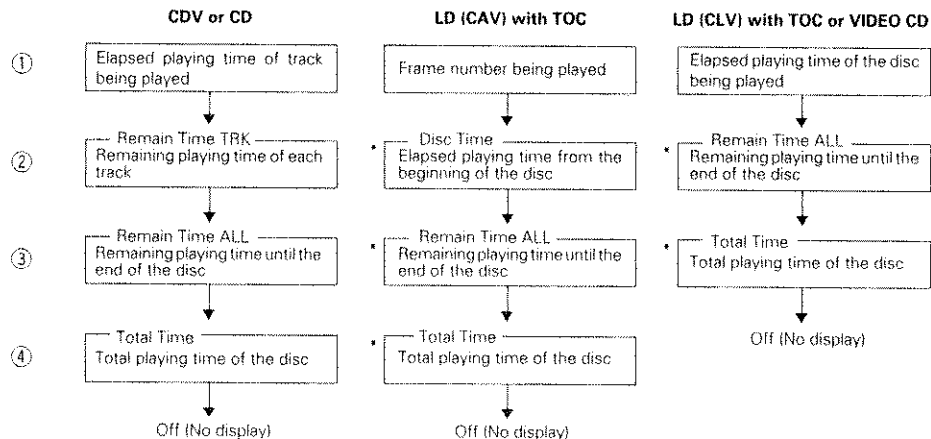 CDV or CD
LD (CAV) with TOC
LD (CLV) with TOC or VIDEO CD
①
Elapsed playing time of track
being played
Frame number being played
Elapsed playing time of the disc
being played
②
Remain Time TRK
Remaining playing time of each
track
* Disc Time
Elapsed playing time from the
beginning of the disc
* Remain Time ALL
Remaining playing time until the
end of the disc
③
Remain Time ALL
Remaining playing time until the
end of the disc
* Remain Time ALL
Remaining playing time until the
end of the disc
* Total Time
Total playing time of the disc
④
Total Time
Total playing time of the disc
* Total Time
Total playing time of the disc
Off (No display)
Off (No display)
Off (No display)